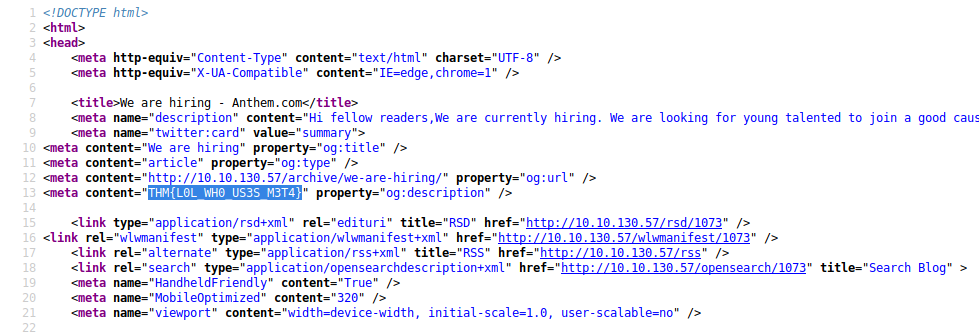 1 <!DOCTYPE html>
2 <html>
3 <head>
4 <meta http-equiv="Content-Type" content="text/html" charset="UTF-8" />
5 <meta http-equiv="X-UA-Compatible" content="IE=edge,chrome=1" />
6
7 <title>We are hiring - Anthem.com</title>
8 <meta name="description" content="Hi fellow readers,We are currently hiring. We are looking for young talented to join a good caus
9 <meta name="twitter:card" value="summary">
10 <meta content="We are hiring" property="og:title" />
11 <meta content="article" property="og:type" />
12 <meta content="http://10.10.130.57/archive/we-are-hiring/" property="og:url" />
13 <meta content="THM{L0L_WH0_US3S_M3T4}" property="og:description" />
14
15 <link type="application/rsd+xml" rel="edituri" title="RSD" href="http://10.10.130.57/rsd/1073" />
16 <link rel="wlwmanifest" type="application/wlwmanifest+xml" href="http://10.10.130.57/wlwmanifest/1073" />
17 <link rel="alternate" type="application/rss+xml" title="RSS" href="http://10.10.130.57/rss" />
18 <link rel="search" type="application/opensearchdescription+xml" href="http://10.10.130.57/opensearch/1073" title="Search Blog" >
19 <meta name="HandheldFriendly" content="True" />
20 <meta name="MobileOptimized" content="320" />
21 <meta name="viewport" content="width=device-width, initial-scale=1.0, user-scalable=no" />
22